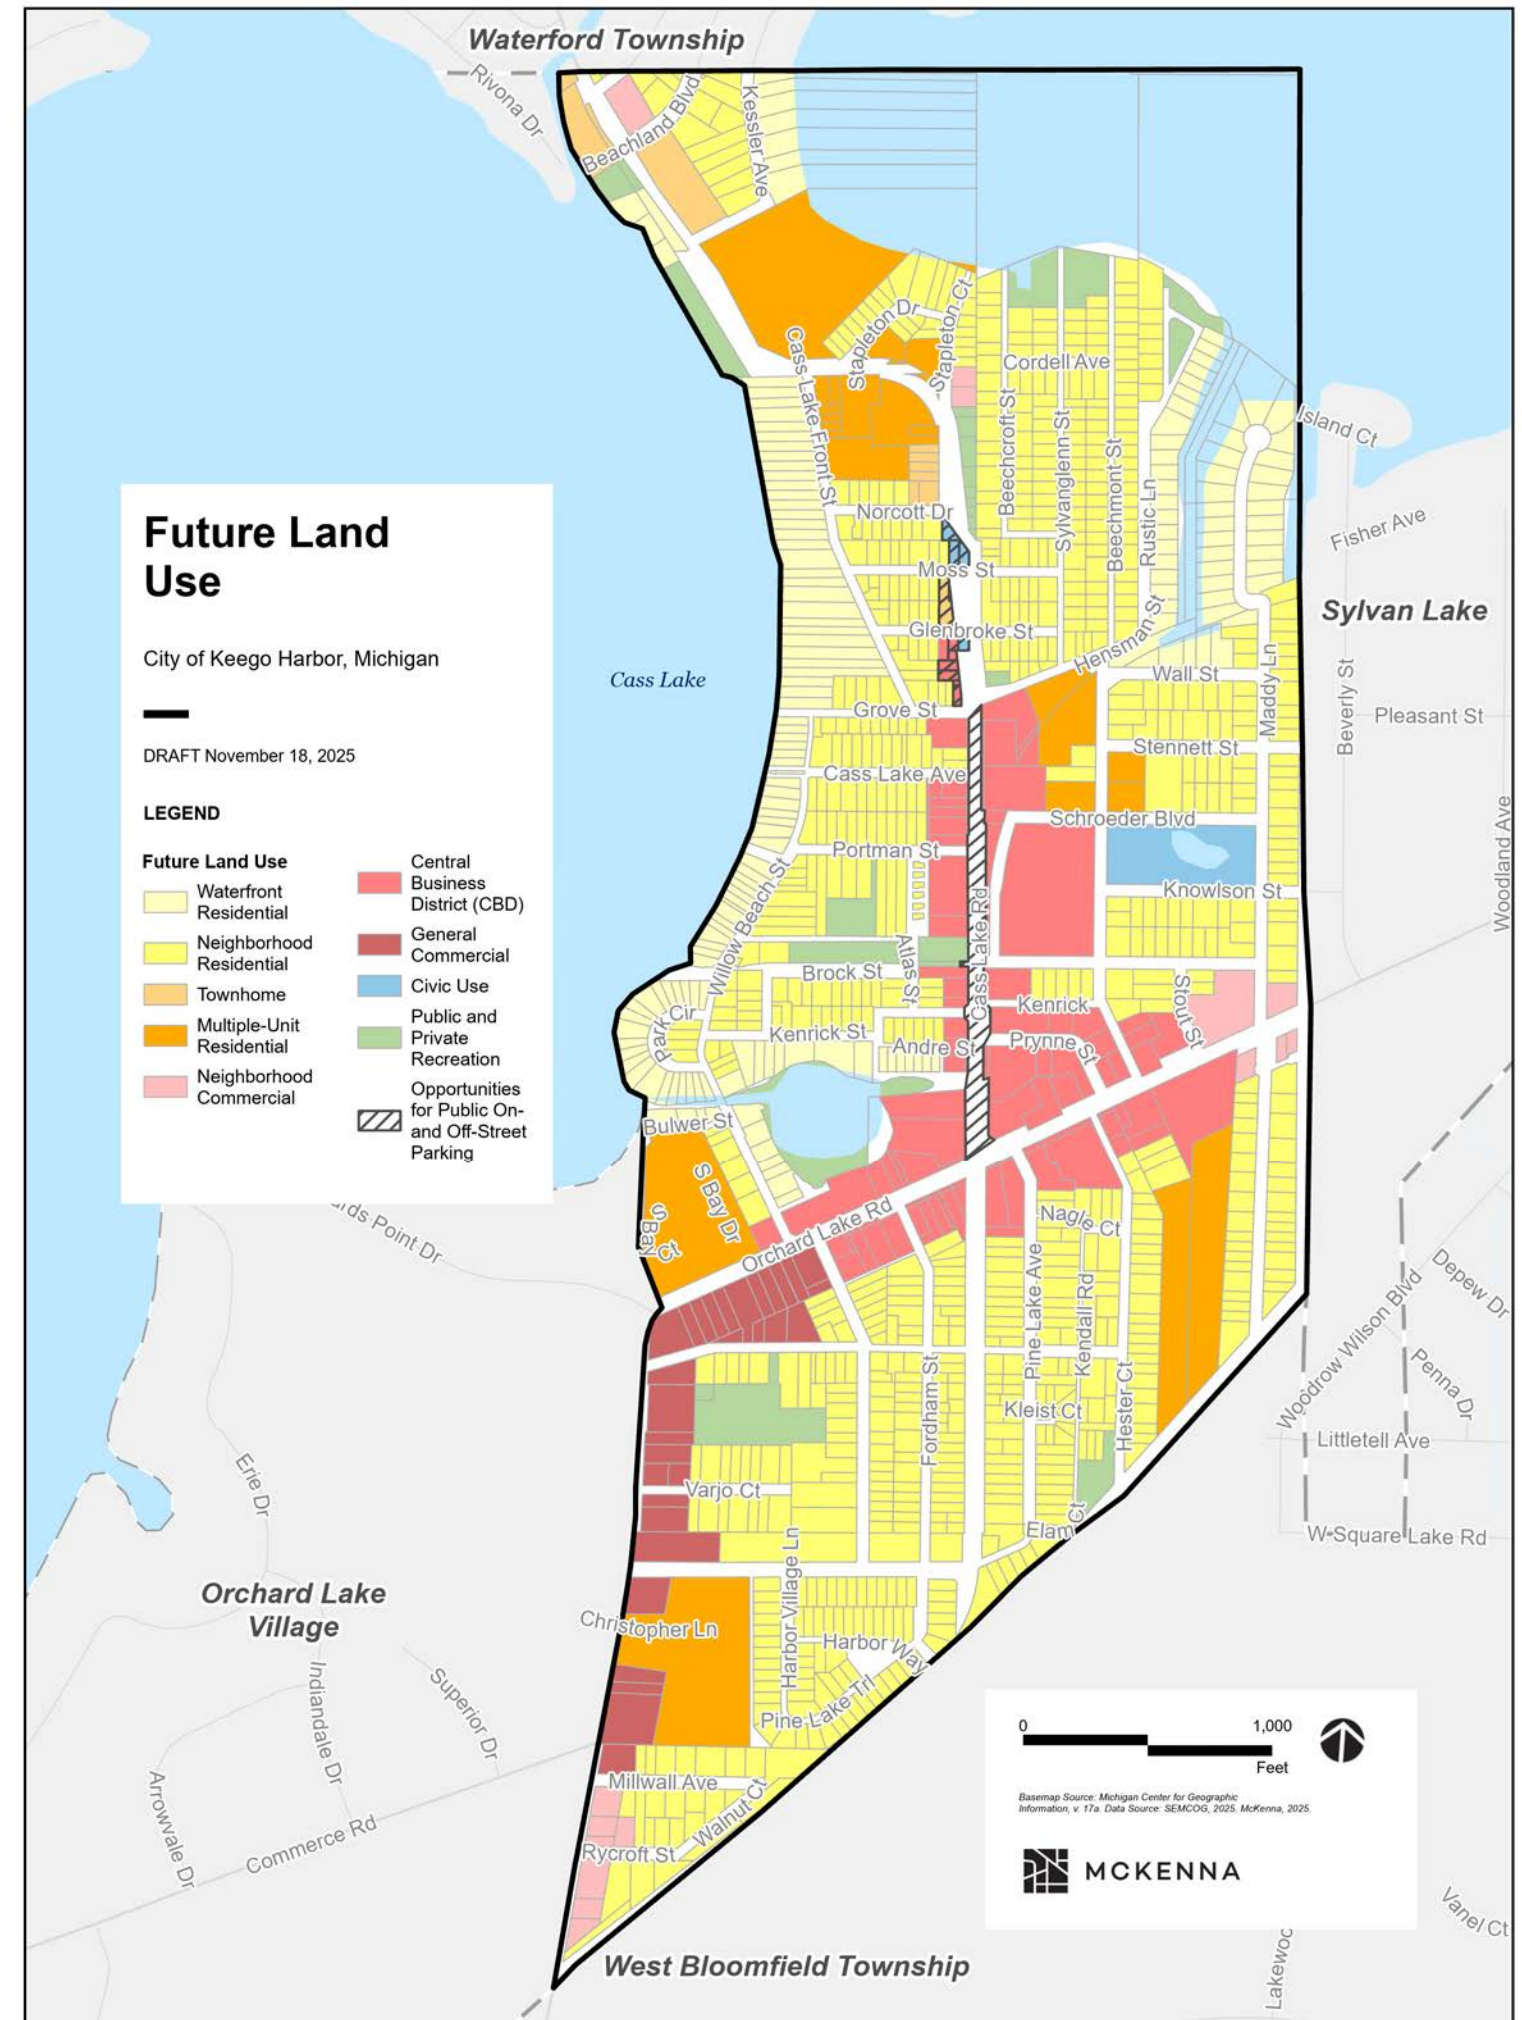 Waterford Township
Rivona Dr
Beachland Blvd
Kessler Ave
Stapleton Dr
Stapleton Ct
Cass Lake Front St
Cordell Ave
Beechcroft St
Sylvanglenn St
Beechmont St
Rustic Ln
Island Ct
Fisher Ave
Norcott Dr
Moss St
Glenbroke St
Hensman St
Sylvan Lake
Wall St
Maddy Ln
Beverly St
Pleasant St
Grove St
Stennett St
Cass Lake Ave
Schroeder Blvd
Portman St
Knowlson St
Woodland Ave
Willow Beach St
Cass Lake Rd
Atlas St
Brock St
Stout St
Kenrick
Park Cir
Kenrick St
Andre St
Prynne St
Bulwer St
S Bay Dr
S
Bay
Ct
Orchard Lake Rd
Nagle Ct
Pine Lake Ave
Kendall Rd
Hester Ct
Fordham St
Kleist Ct
Varjo Ct
Elam Ct
Harbor Village Ln
Harbor Way
Christopher Ln
Pine Lake Trl
Millwall Ave
Walnut Ct
Rycroft St
Woodrow Wilson Blvd
Depew Dr
Penna Dr
Littletell Ave
W Square Lake Rd
Cass Lake
Future Land
Use
City of Keego Harbor, Michigan
DRAFT November 18, 2025
LEGEND
Future Land Use
Waterfront
Residential
Neighborhood
Residential
Townhome
Multiple-Unit
Residential
Neighborhood
Commercial
Central
Business
District (CBD)
General
Commercial
Civic Use
Public and
Private
Recreation
Opportunities
for Public On-
and Off-Street
Parking
ards Point Dr
Erie Dr
Orchard Lake
Village
Indiandale Dr
Superior Dr
Arrowvale Dr
Commerce Rd
West Bloomfield Township
0 1,000
Feet
Basemap Source: Michigan Center for Geographic
Information, v. 17a. Data Source: SEMCOG, 2025. McKenna, 2025.
MCKENNA
Vanel Ct
Lakewoo